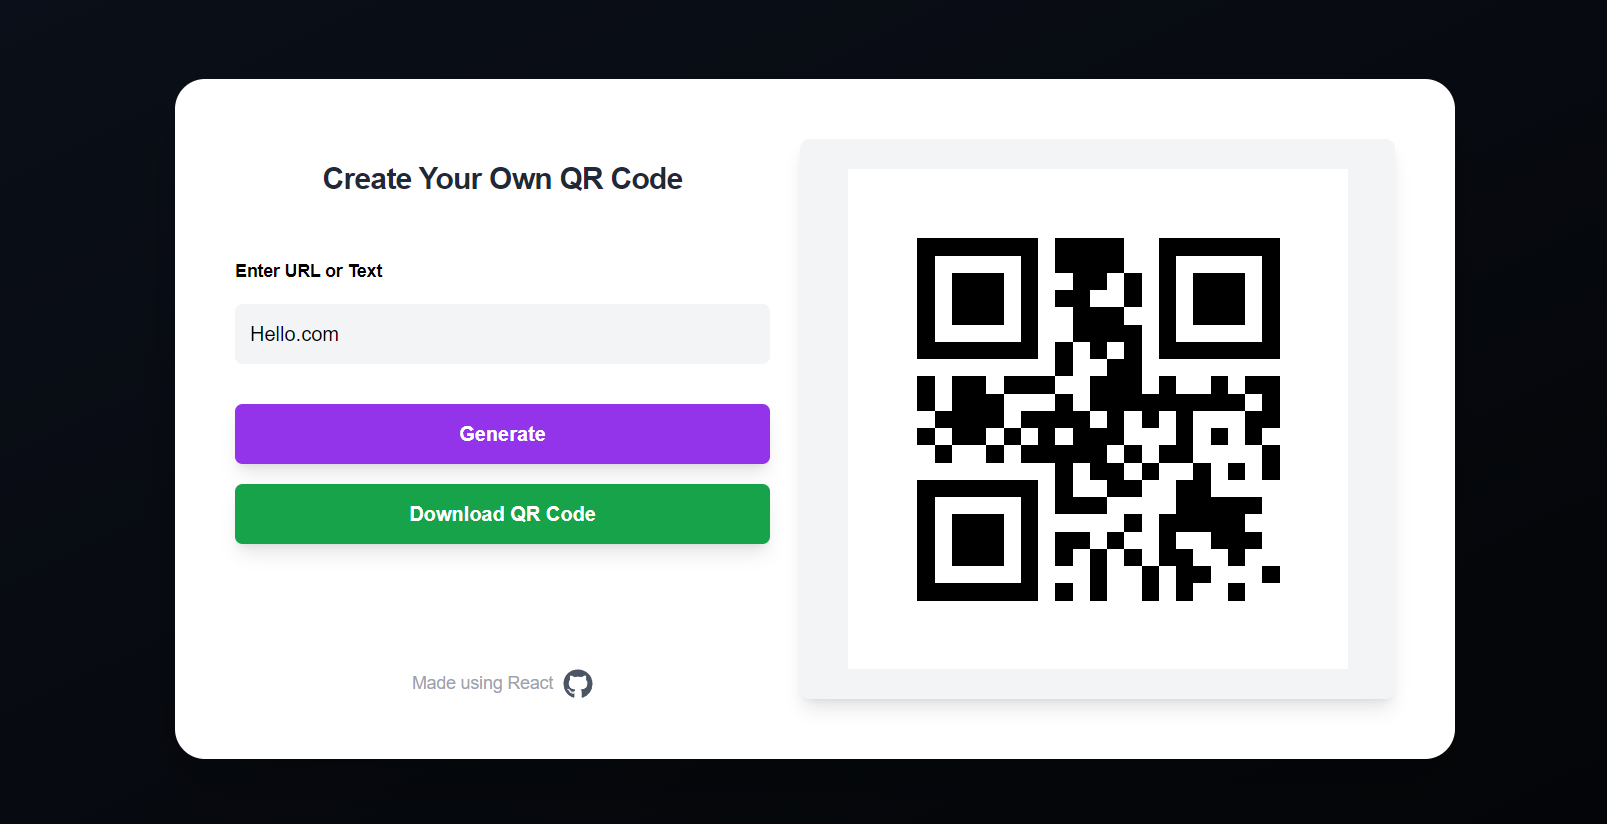 Create Your Own QR Code
Enter URL or Text
Hello.com
Generate
Download QR Code
Made using React